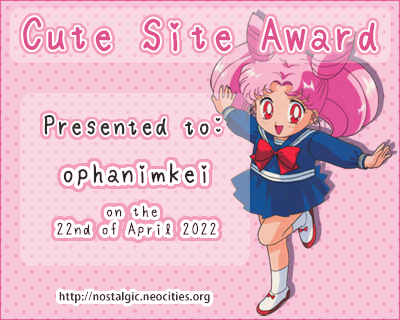 Cute Site Award
Presented to:
ophanimkei
on the
22nd of April 2022
http://nostalgic.neocities.org